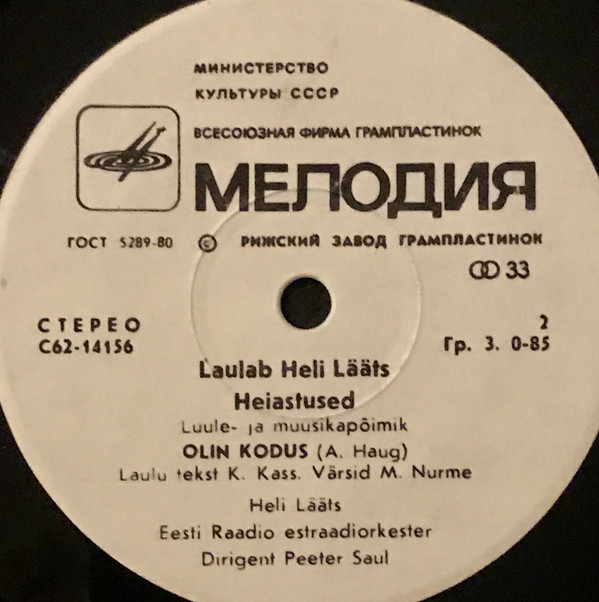 МИНИСТЕРСТВО
КУЛЬТУРЫ СССР
ВСЕСОЮЗНАЯ ФИРМА ГРАМПЛАСТИНОК
МЕЛОДИЯ
ГОСТ 5289-80 © РИЖСКИЙ ЗАВОД ГРАМПЛАСТИНОК
33
СТЕРЕО 2
С62-14156 Гр. 3. 0-85
Laulab Heli Lääts
Heiastused
Luule- ja muusikapõimik
OLIN KODUS (A. Haug)
Laulu tekst K. Kass. Värsid M. Nurme
Heli Lääts
Eesti Raadio estraadiorkester
Dirigent Peeter Saul